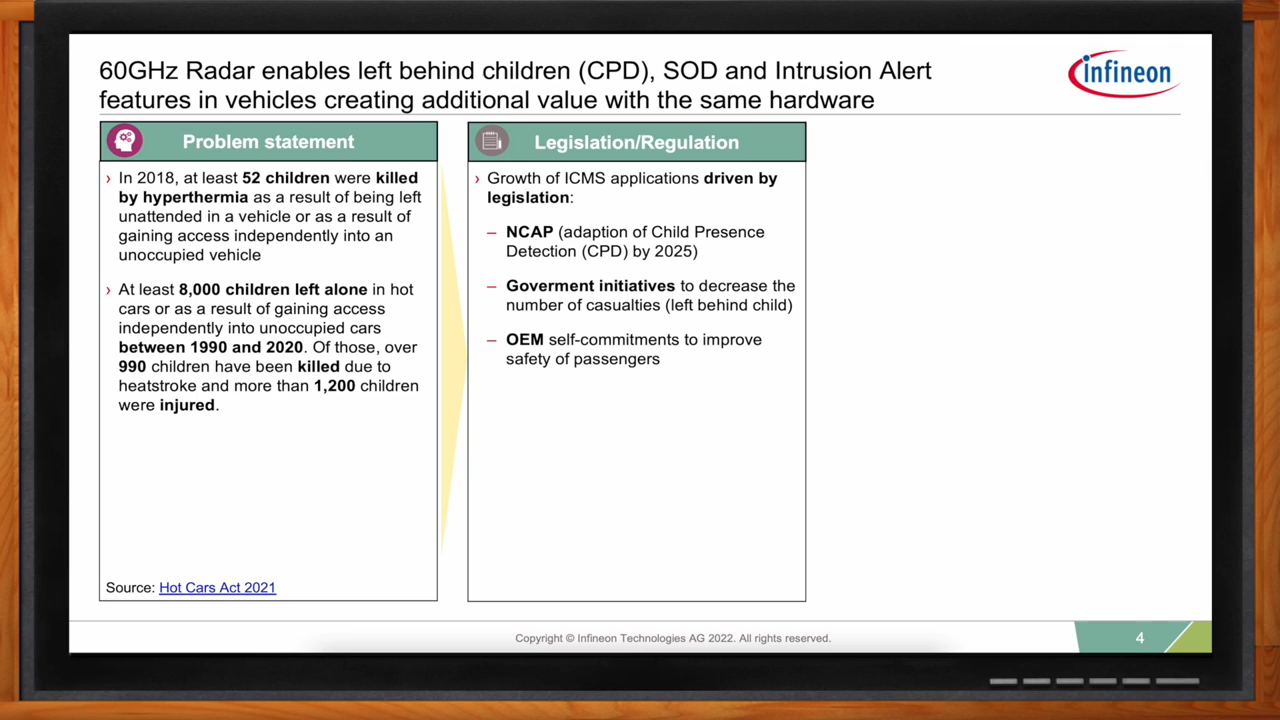 60GHz Radar enables left behind children (CPD), SOD and Intrusion Alert
features in vehicles creating additional value with the same hardware
infineon
Problem statement
› In 2018, at least 52 children were killed
by hyperthermia as a result of being left
unattended in a vehicle or as a result of
gaining access independently into an
unoccupied vehicle
› At least 8,000 children left alone in hot
cars or as a result of gaining access
independently into unoccupied cars
between 1990 and 2020. Of those, over
990 children have been killed due to
heatstroke and more than 1,200 children
were injured.
Source: Hot Cars Act 2021
Legislation/Regulation
› Growth of ICMS applications driven by
legislation:
– NCAP (adaption of Child Presence
Detection (CPD) by 2025)
– Goverment initiatives to decrease the
number of casualties (left behind child)
– OEM self-commitments to improve
safety of passengers
Copyright © Infineon Technologies AG 2022. All rights reserved.
4